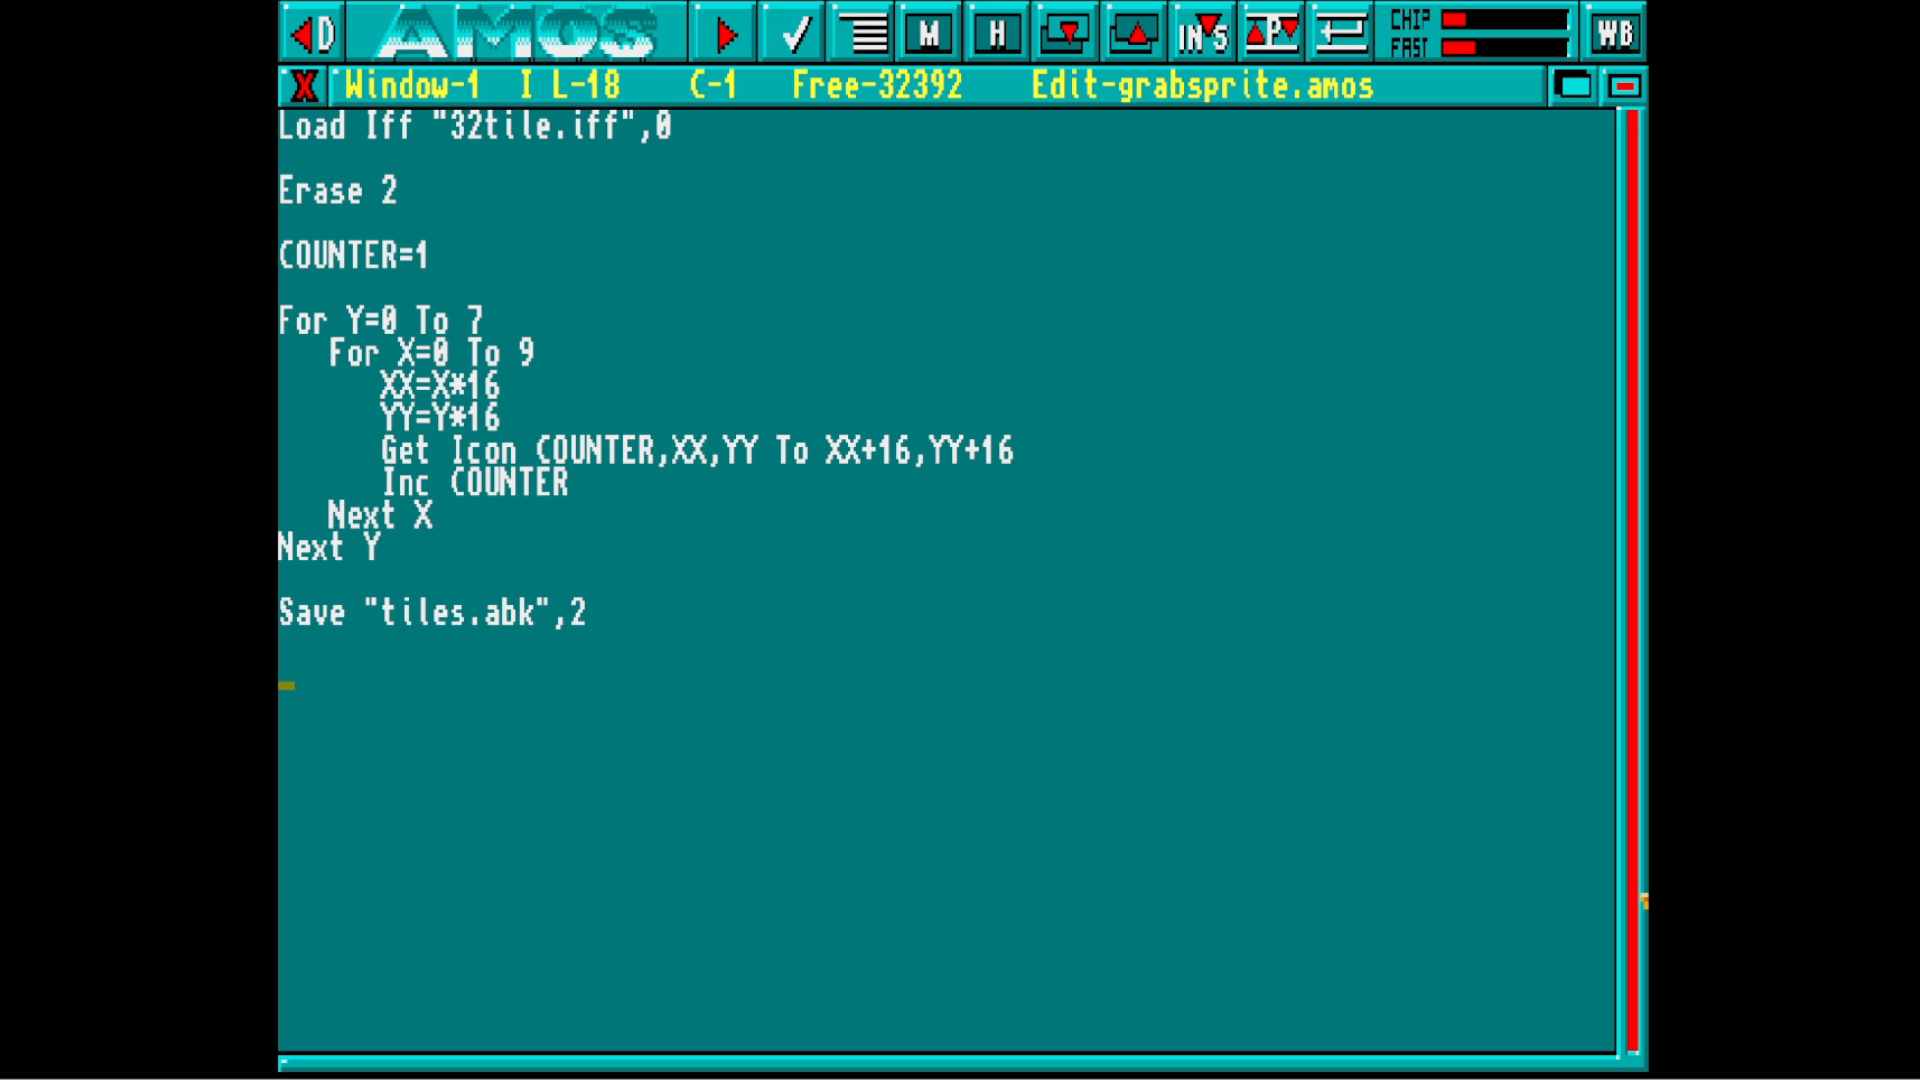 D AMOS M H INS P CHIP FAST WB
X Window-1 I L-18 C-1 Free-32392 Edit-grabsprite.amos
Load Iff "32tile.iff",0
Erase 2
COUNTER=1
For Y=0 To 7
For X=0 To 9
XX=X*16
YY=Y*16
Get Icon COUNTER,XX,YY To XX+16,YY+16
Inc COUNTER
Next X
Next Y
Save "tiles.abk",2